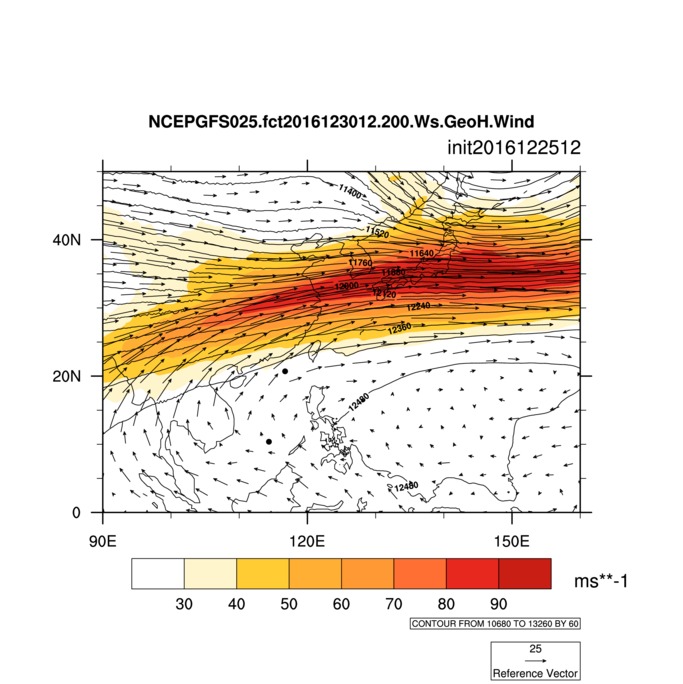 NCEPGFS025.fct2016123012.200.Ws.GeoH.Wind
init2016122512
11400
11520
40N
11640
11760
11880
12000
12120
12240
12360
20N
12480
12480
0
90E 120E 150E
ms**-1
30 40 50 60 70 80 90
CONTOUR FROM 10680 TO 13260 BY 60
25
Reference Vector